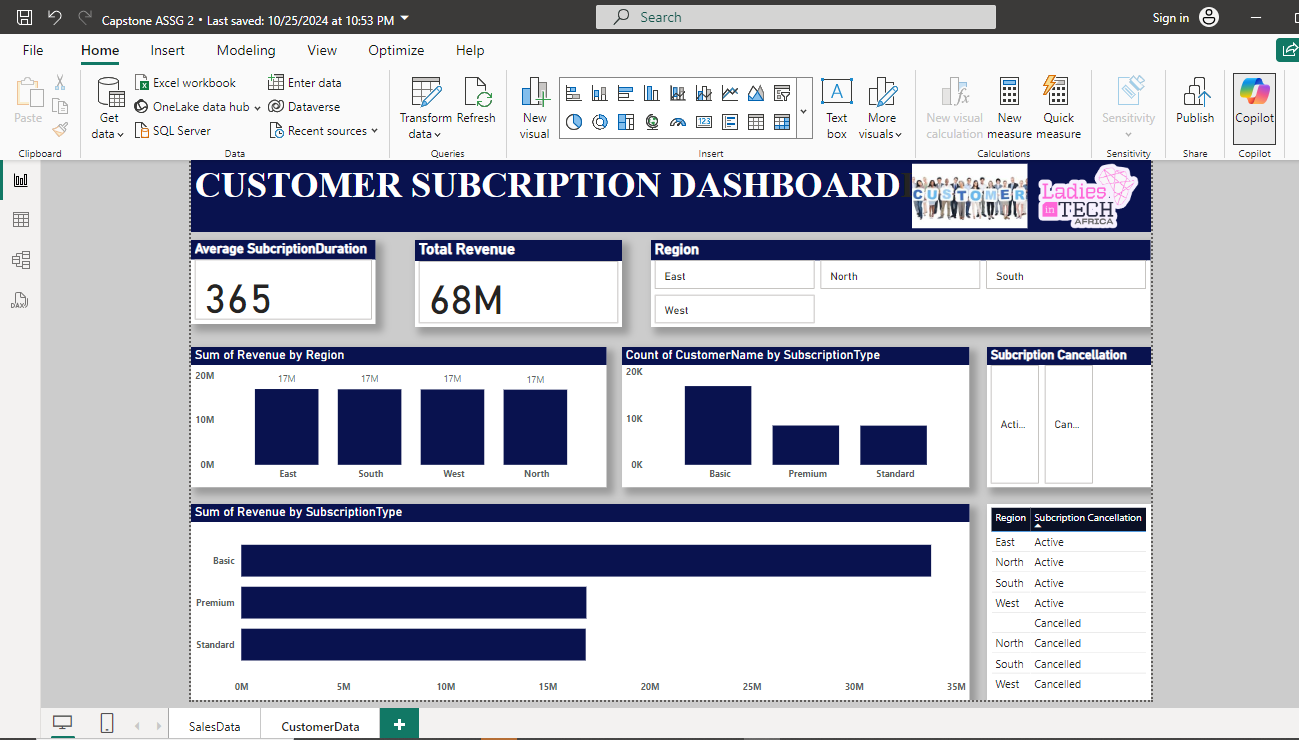 Capstone ASSG 2 • Last saved: 10/25/2024 at 10:53 PM
Search
Sign in
File Home Insert Modeling View Optimize Help
Paste
Get data
Excel workbook
OneLake data hub
SQL Server
Enter data
Dataverse
Recent sources
Transform data
Refresh
New visual
123
A
Text box
More visuals
New visual calculation
New measure
Quick measure
Sensitivity
Publish
Copilot
Clipboard Data Queries Insert Calculations Sensitivity Share Copilot
DAX
CUSTOMER SUBCRIPTION DASHBOARD
CUSTOMER
Ladies
in TECH
AFRICA
Average SubcriptionDuration
365
Total Revenue
68M
Region
East North South
West
Sum of Revenue by Region
20M
10M
0M
17M 17M 17M 17M
East South West North
Count of CustomerName by SubscriptionType
20K
10K
0K
Basic Premium Standard
Subcription Cancellation
Acti... Can...
Sum of Revenue by SubscriptionType
Basic
Premium
Standard
0M 5M 10M 15M 20M 25M 30M 35M
Region Subcription Cancellation
East Active
North Active
South Active
West Active
Cancelled
North Cancelled
South Cancelled
West Cancelled
SalesData CustomerData +